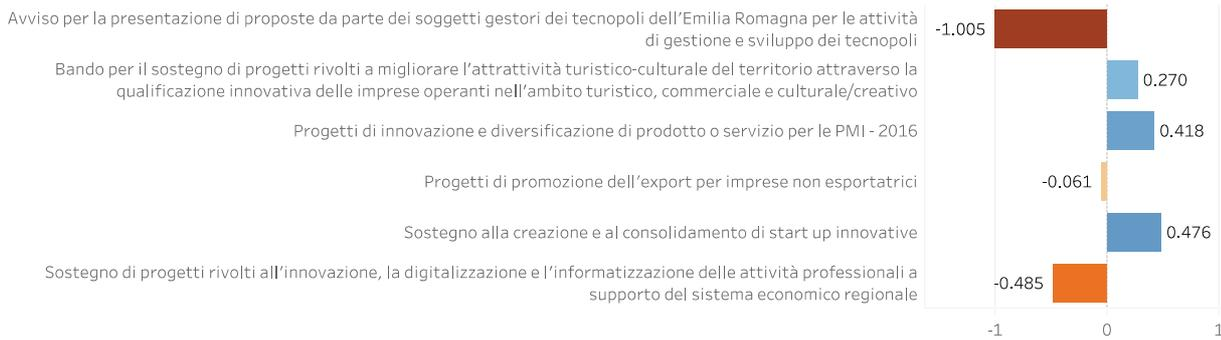 Avviso per la presentazione di proposte da parte dei soggetti gestori dei tecnopoli dell'Emilia Romagna per le attività
di gestione e sviluppo dei tecnopoli
-1.005
Bando per il sostegno di progetti rivolti a migliorare l'attrattività turistico-culturale del territorio attraverso la
qualificazione innovativa delle imprese operanti nell'ambito turistico, commerciale e culturale/creativo
0.270
Progetti di innovazione e diversificazione di prodotto o servizio per le PMI - 2016
0.418
Progetti di promozione dell'export per imprese non esportatrici
-0.061
Sostegno alla creazione e al consolidamento di start up innovative
0.476
Sostegno di progetti rivolti all'innovazione, la digitalizzazione e l'informatizzazione delle attività professionali a
supporto del sistema economico regionale
-0.485
-1 0 1